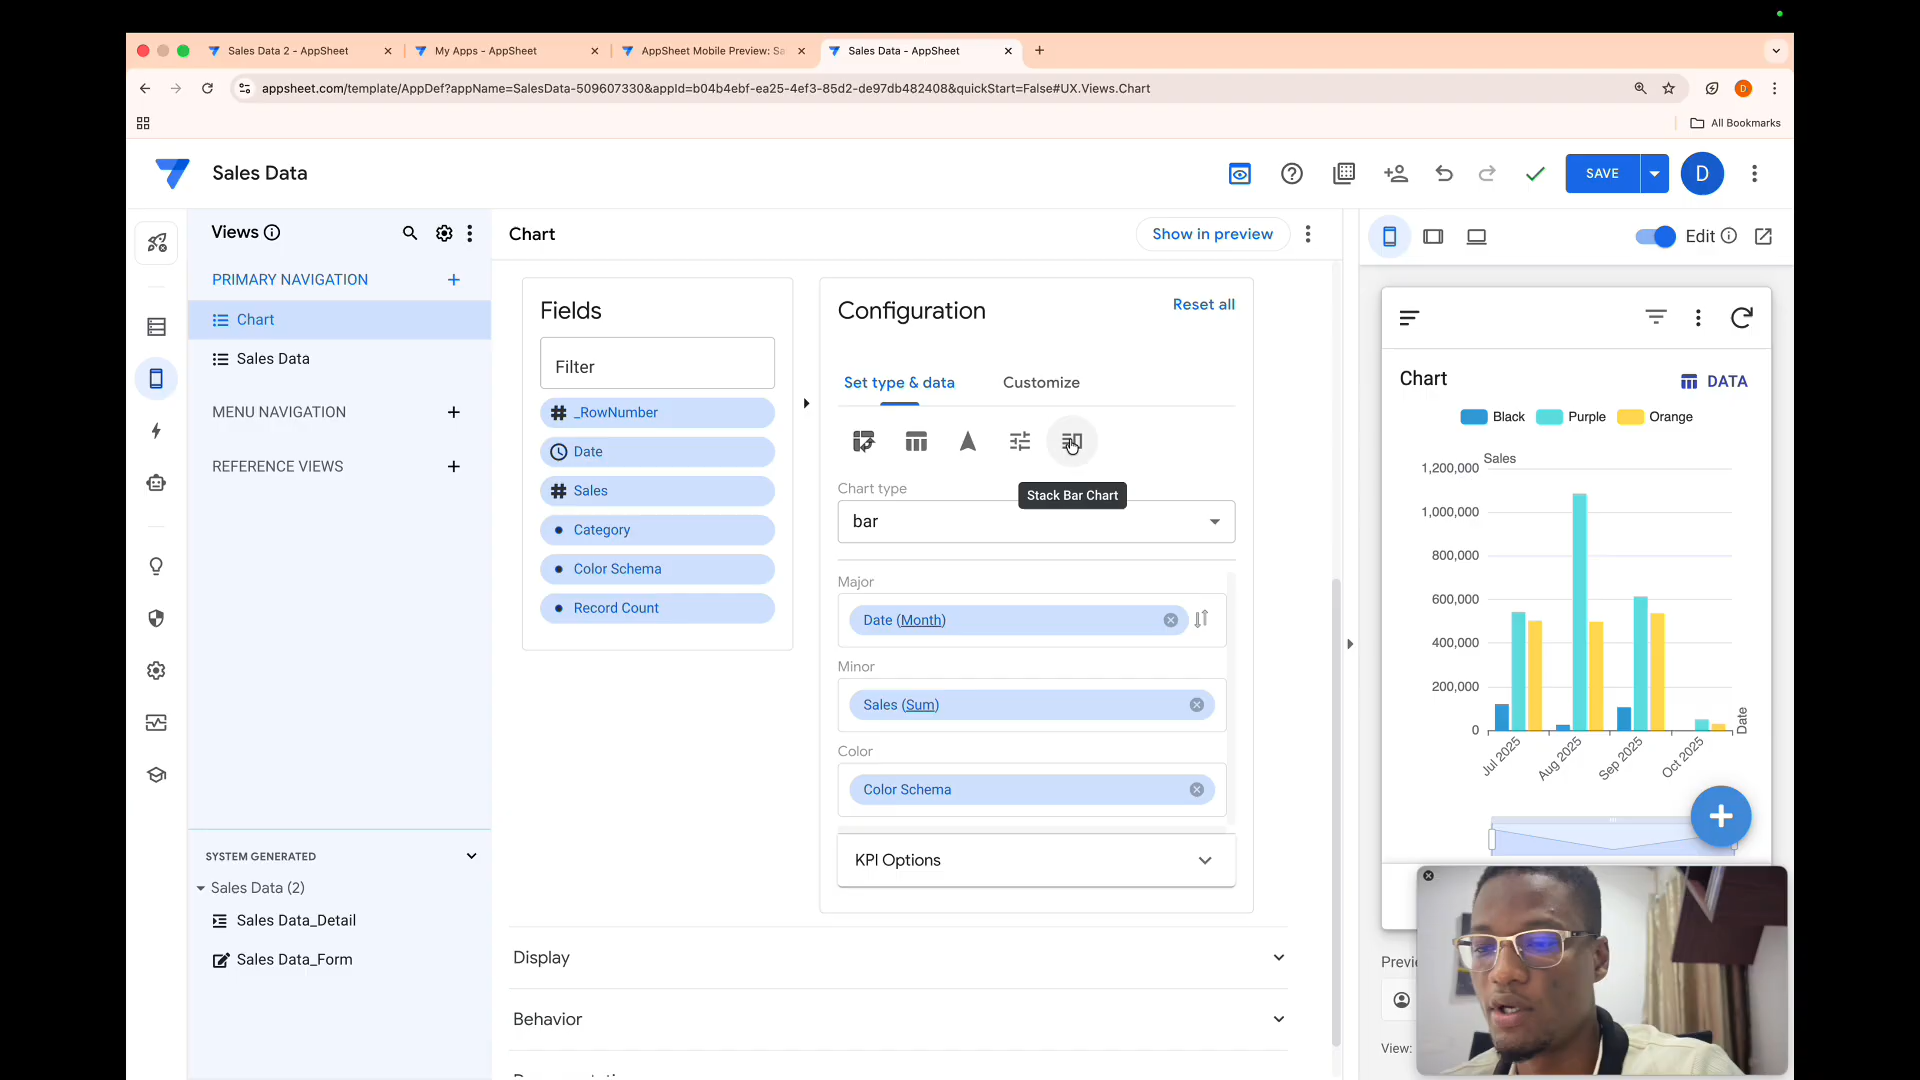 Sales Data 2 - AppSheet
My Apps - AppSheet
AppSheet Mobile Preview: Sa
Sales Data - AppSheet
appsheet.com/template/AppDef?appName=SalesData-509607330&appId=b04b4ebf-ea25-4ef3-85d2-de97db482408&quickStart=False#UX.Views.Chart
D
All Bookmarks
Sales Data
SAVE
D
Views
Chart
Show in preview
Edit
PRIMARY NAVIGATION
Chart
Sales Data
MENU NAVIGATION
REFERENCE VIEWS
SYSTEM GENERATED
Sales Data (2)
Sales Data_Detail
Sales Data_Form
Fields
Filter
_RowNumber
Date
Sales
Category
Color Schema
Record Count
Configuration
Reset all
Set type & data
Customize
Stack Bar Chart
Chart type
bar
Major
Date (Month)
Minor
Sales (Sum)
Color
Color Schema
KPI Options
Display
Behavior
Chart
DATA
Black
Purple
Orange
Sales
1,200,000
1,000,000
800,000
600,000
400,000
200,000
0
Date
Jul 2025
Aug 2025
Sep 2025
Oct 2025
Previe
View: